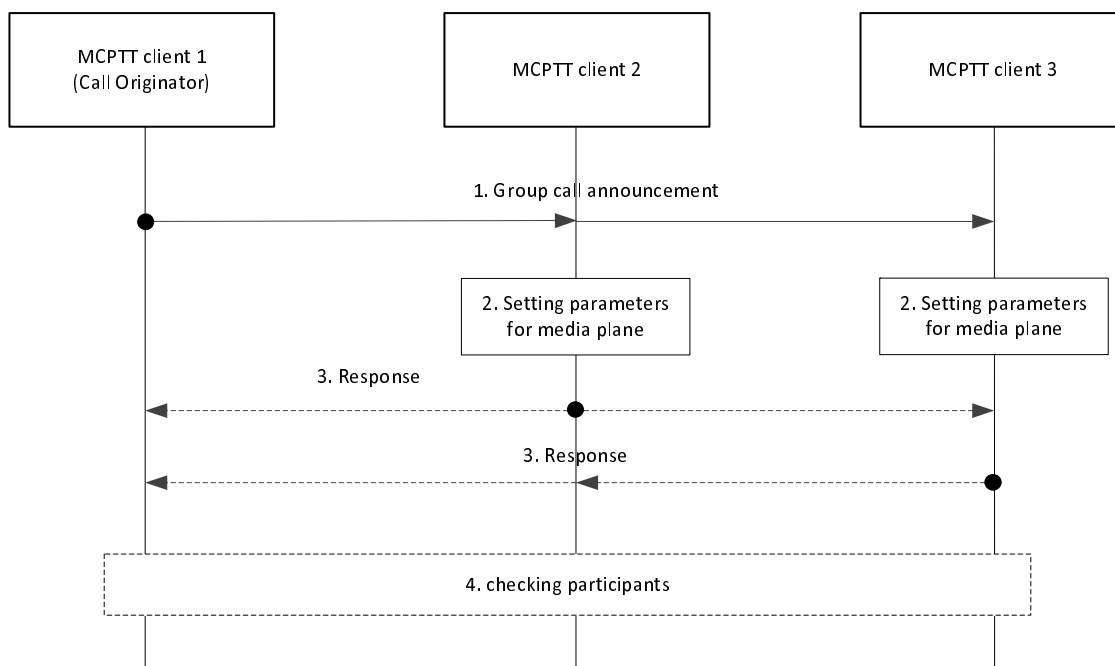 MCPTT client 1
(Call Originator)
MCPTT client 2
MCPTT client 3
1. Group call announcement
2. Setting parameters
for media plane
2. Setting parameters
for media plane
3. Response
3. Response
4. checking participants